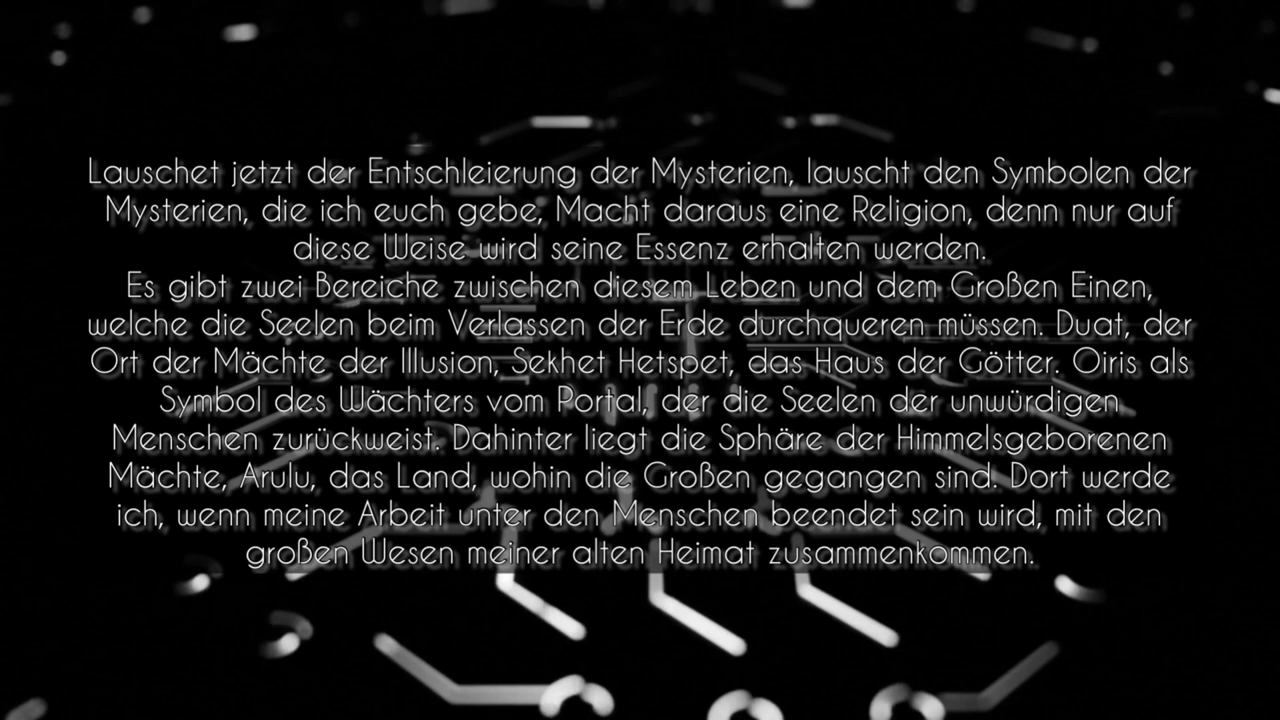 Lauschet jetzt der Entschleierung der Mysterien, lauscht den Symbolen der
Mysterien, die ich euch gebe, Macht daraus eine Religion, denn nur auf
diese Weise wird seine Essenz erhalten werden.
Es gibt zwei Bereiche zwischen diesem Leben und dem Großen Einen,
welche die Seelen beim Verlassen der Erde durchqueren müssen. Duat, der
Ort der Mächte der Illusion, Sekhet Hetspet, das Haus der Götter. Oiris als
Symbol des Wächters vom Portal, der die Seelen der unwürdigen
Menschen zurückweist. Dahinter liegt die Sphäre der Himmelsgeborenen
Mächte, Arulu, das Land, wohin die Großen gegangen sind. Dort werde
ich, wenn meine Arbeit unter den Menschen beendet sein wird, mit den
großen Wesen meiner alten Heimat zusammenkommen.